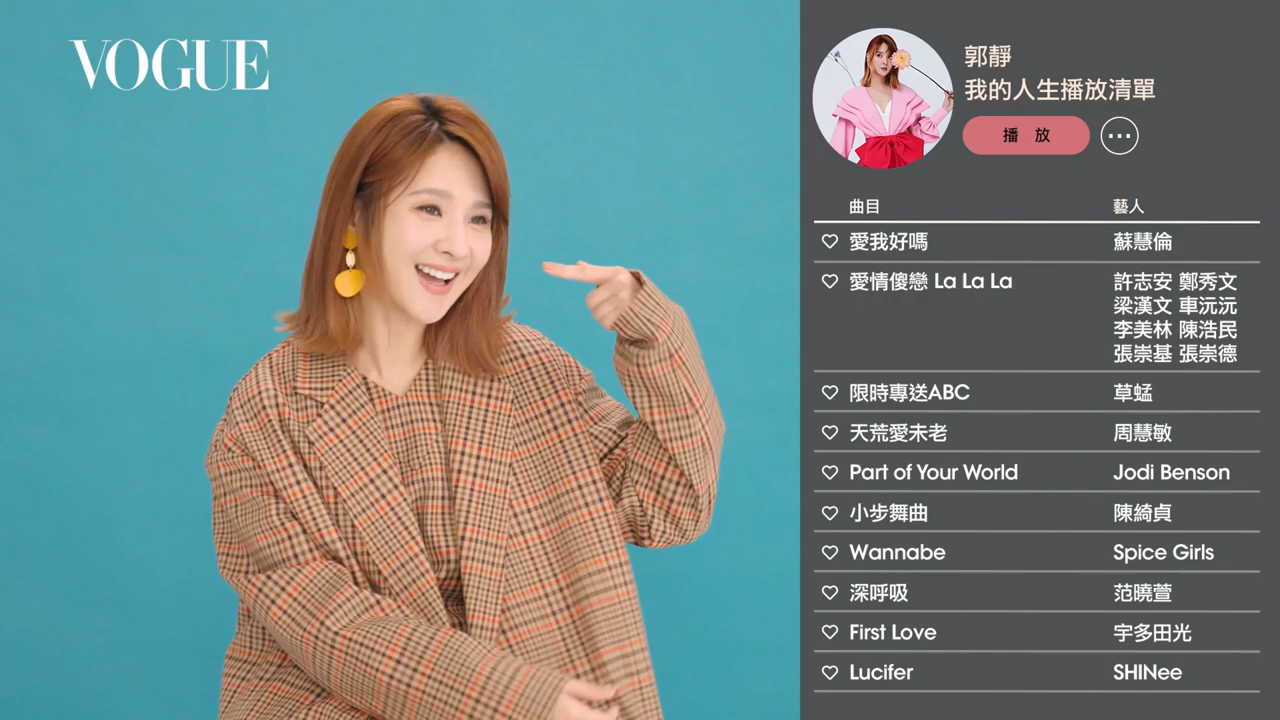 VOGUE
郭靜
我的人生播放清單
播 放
曲目 藝人
愛我好嗎 蘇慧倫
愛情傻戀 La La La 許志安 鄭秀文
梁漢文 車沅沅
李美林 陳浩民
張崇基 張崇德
限時專送ABC 草蜢
天荒愛未老 周慧敏
Part of Your World Jodi Benson
小步舞曲 陳綺貞
Wannabe Spice Girls
深呼吸 范曉萱
First Love 宇多田光
Lucifer SHINee